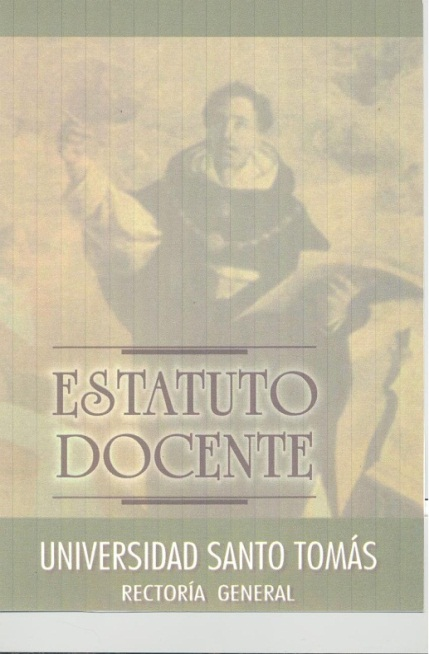 ESTATUTO
DOCENTE
UNIVERSIDAD SANTO TOMÁS
RECTORÍA GENERAL